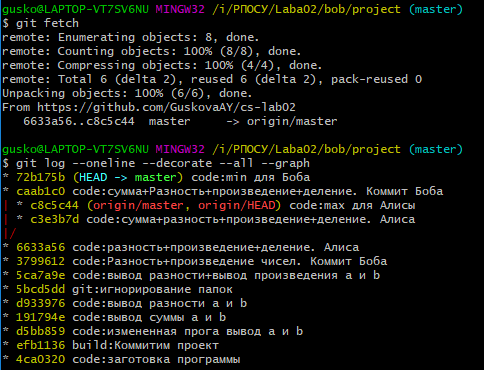 gusko@LAPTOP-VT7SV6NU MINGW32 /i/РПОСУ/Laba02/bob/project (master)
$ git fetch
remote: Enumerating objects: 8, done.
remote: Counting objects: 100% (8/8), done.
remote: Compressing objects: 100% (4/4), done.
remote: Total 6 (delta 2), reused 6 (delta 2), pack-reused 0
Unpacking objects: 100% (6/6), done.
From https://github.com/GuskovaAY/cs-lab02
   6633a56..c8c5c44  master     -> origin/master
gusko@LAPTOP-VT7SV6NU MINGW32 /i/РПОСУ/Laba02/bob/project (master)
$ git log --oneline --decorate --all --graph
* 72b175b (HEAD -> master) code:min для Боба
* caab1c0 code:сумма+Разность+произведение+деление. Коммит Боба
| * c8c5c44 (origin/master, origin/HEAD) code:max для Алисы
| * c3e3b7d code:сумма+разность+произведение+деление. Алиса
|/
* 6633a56 code:разность+произведение+деление. Алиса
* 3799612 code:Разность+произведение чисел. Коммит Боба
* 5ca7a9e code:вывод разности+вывод произведения a и b
* 5bcd5dd git:игнорирование папок
* d933976 code:вывод разности a и b
* 191794e code:вывод суммы a и b
* d5bb859 code:измененная прога вывод a и b
* efb1136 build:Коммитим проект
* 4ca0320 code:заготовка программы